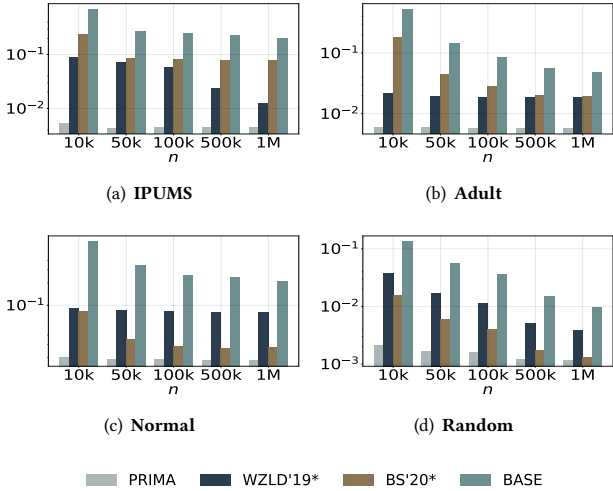 10⁻¹
10⁻²
10k 50k 100k 500k 1M
n
(a) IPUMS
10⁻¹
10⁻²
10k 50k 100k 500k 1M
n
(b) Adult
10⁻¹
10k 50k 100k 500k 1M
n
(c) Normal
10⁻¹
10⁻²
10⁻³
10k 50k 100k 500k 1M
n
(d) Random
PRIMA WZLD'19* BS'20* BASE